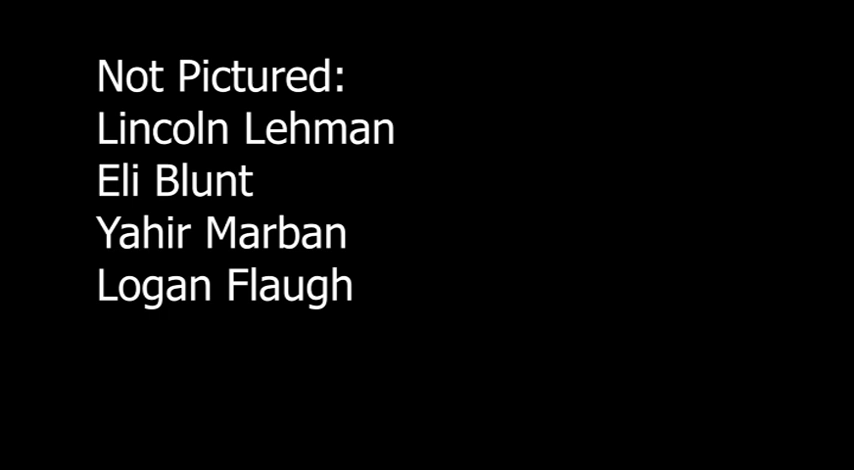 Not Pictured:
Lincoln Lehman
Eli Blunt
Yahir Marban
Logan Flaugh